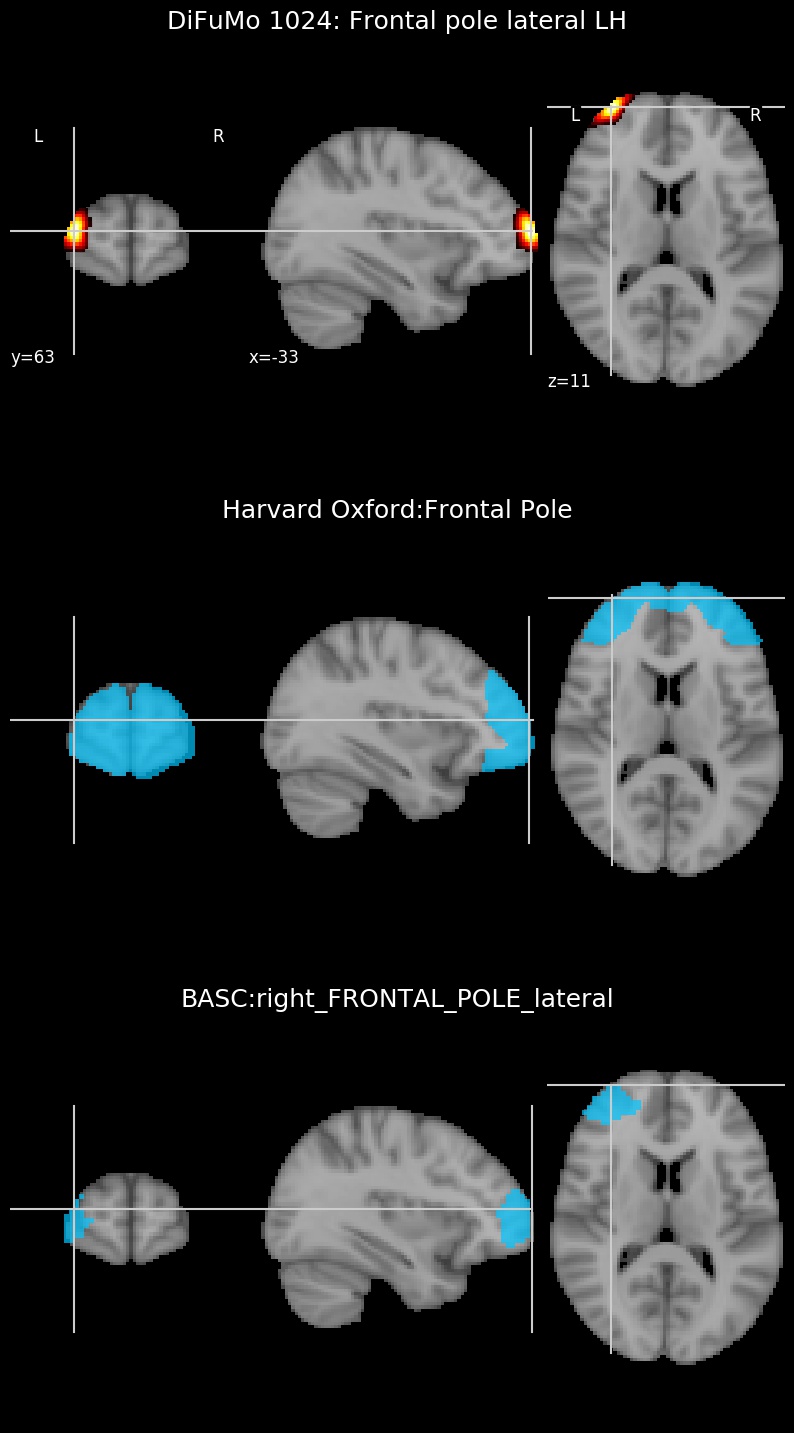 DiFuMo 1024: Frontal pole lateral LH
L
R
L
R
y=63
x=-33
z=11
Harvard Oxford:Frontal Pole
BASC:right_FRONTAL_POLE_lateral